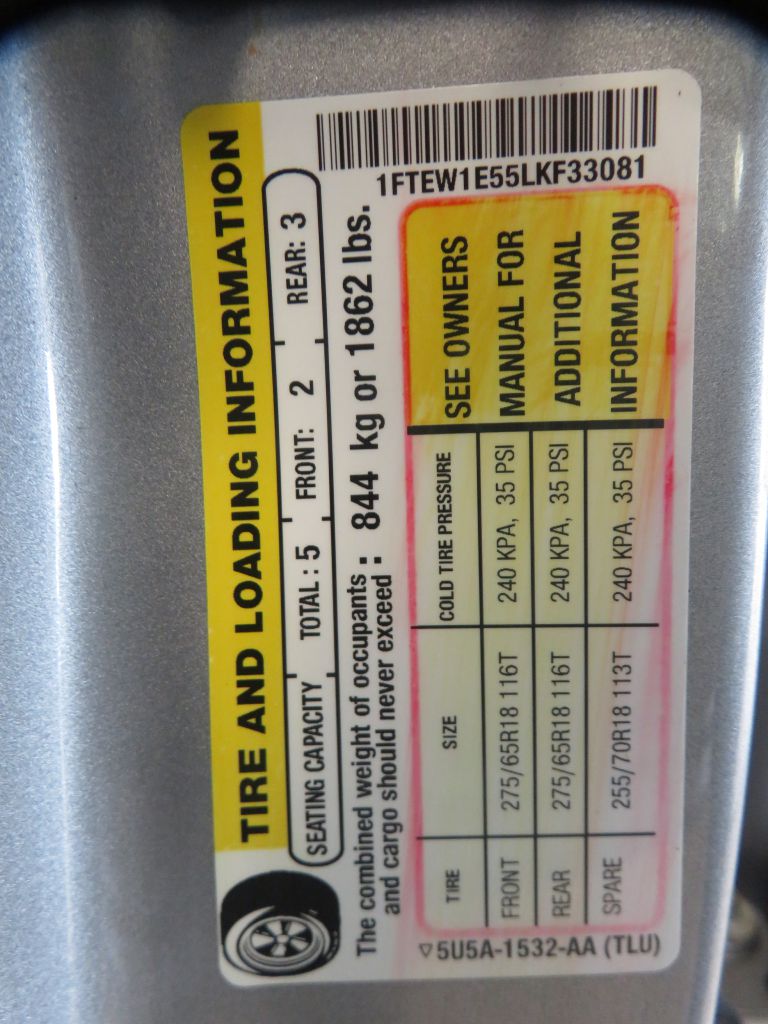 TIRE AND LOADING INFORMATION
SEATING CAPACITY TOTAL : 5 FRONT: 2 REAR: 3
The combined weight of occupants
and cargo should never exceed : 844 kg or 1862 lbs.
1FTEW1E55LKF33081
TIRE SIZE COLD TIRE PRESSURE
FRONT 275/65R18 116T 240 KPA, 35 PSI
REAR 275/65R18 116T 240 KPA, 35 PSI
SPARE 255/70R18 113T 240 KPA, 35 PSI
SEE OWNERS
MANUAL FOR
ADDITIONAL
INFORMATION
▽5U5A-1532-AA (TLU)